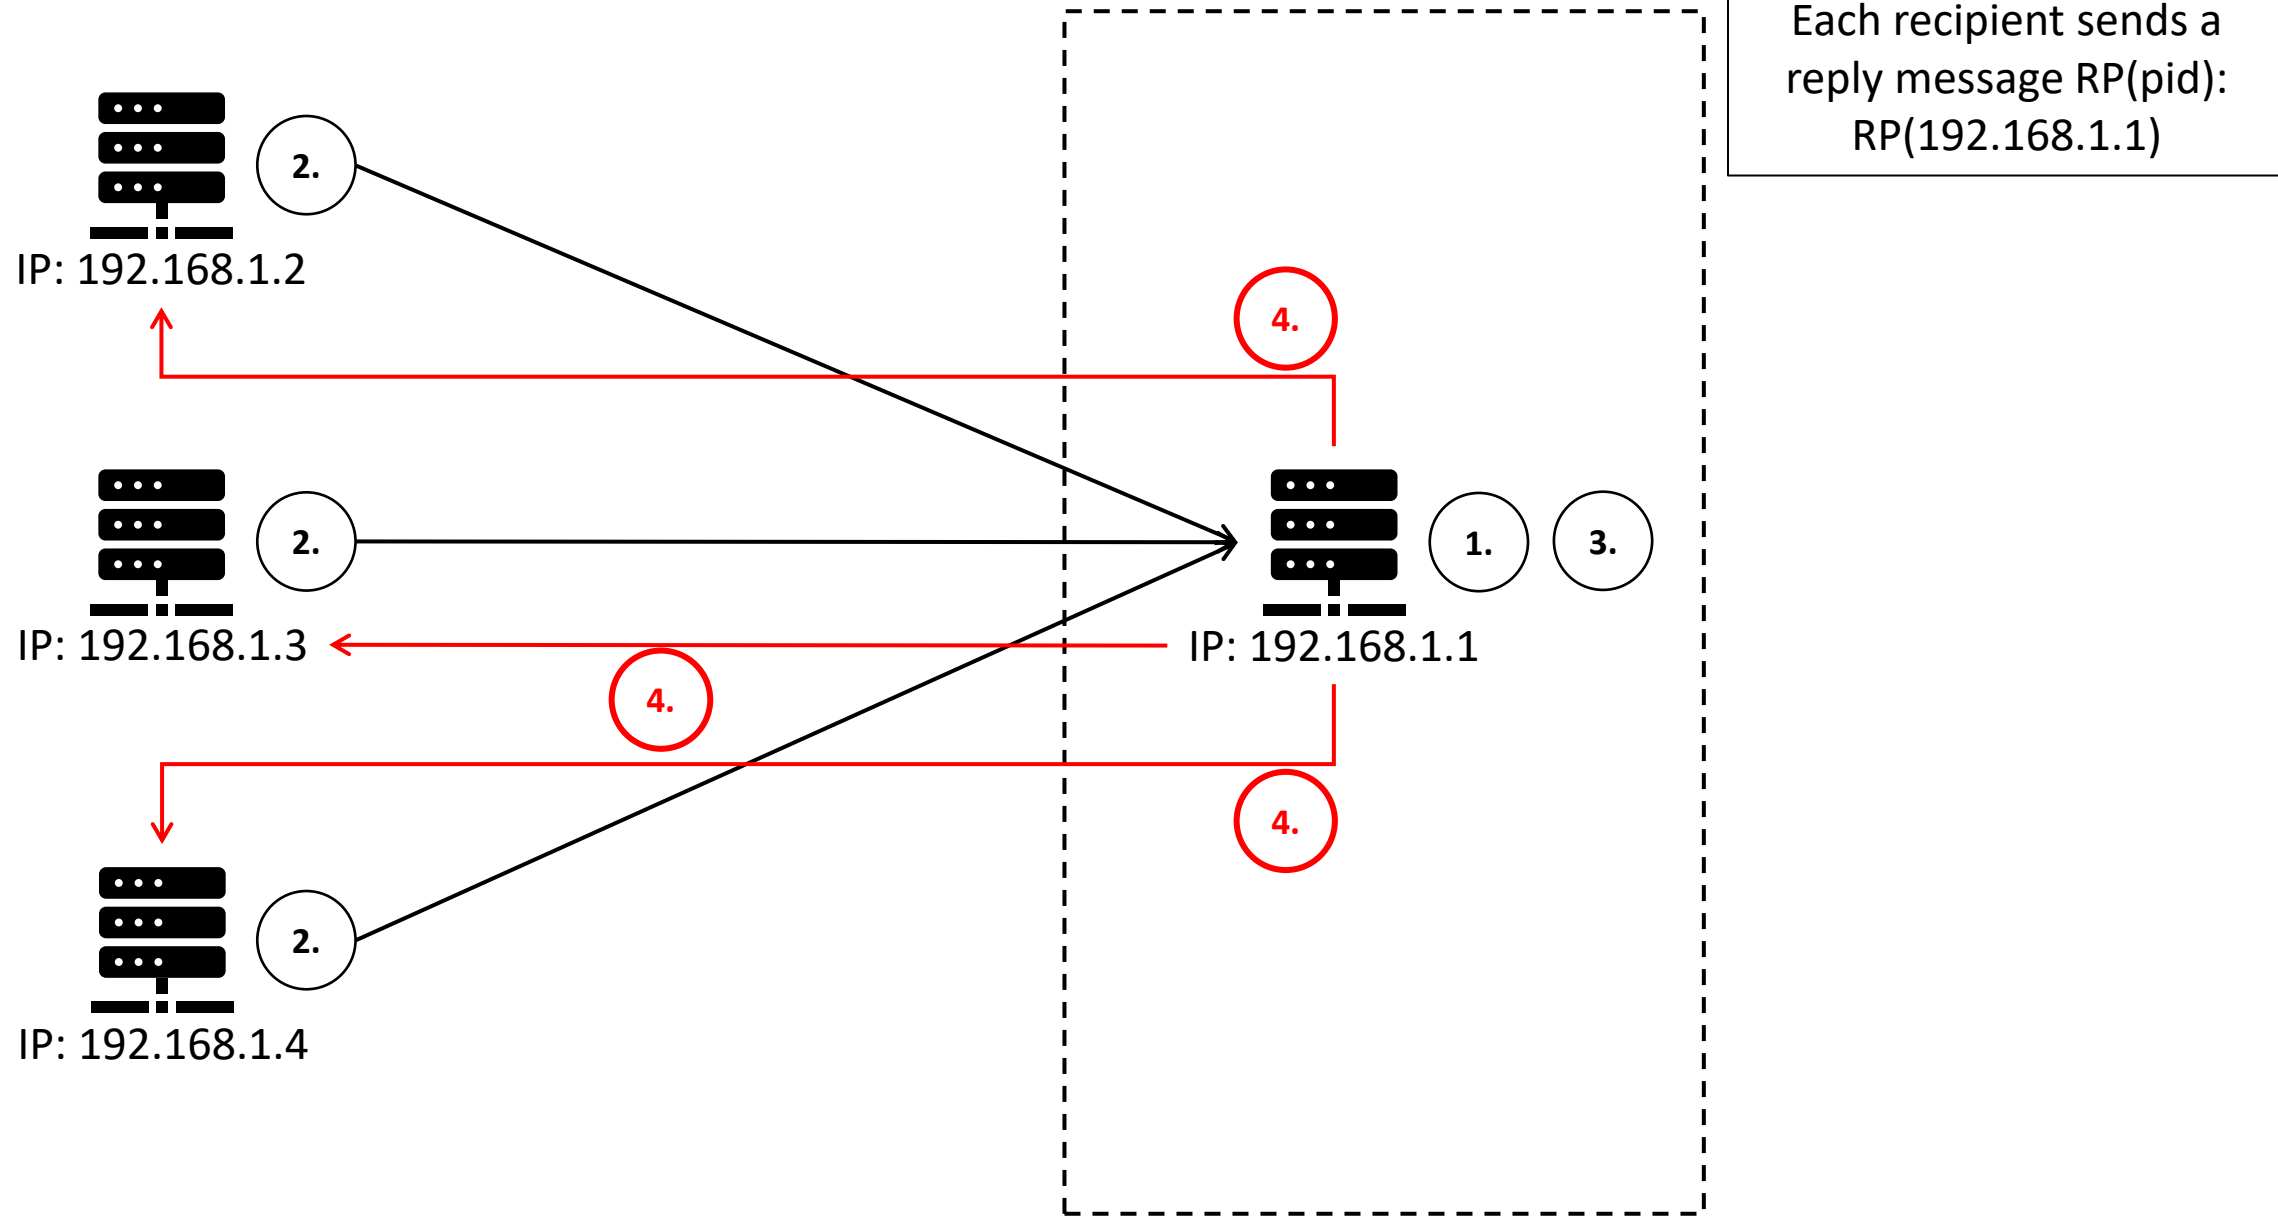 Each recipient sends a
reply message RP(pid):
RP(192.168.1.1)
2.
IP: 192.168.1.2
4.
2.
1.
3.
IP: 192.168.1.3
IP: 192.168.1.1
4.
4.
2.
IP: 192.168.1.4